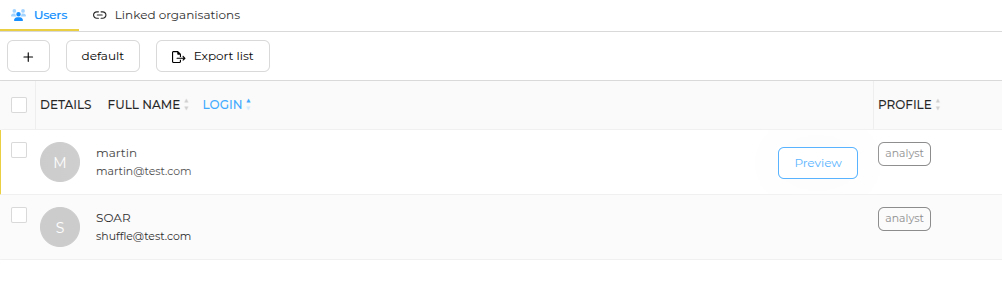 Users Linked organisations
+ default Export list
DETAILS FULL NAME LOGIN PROFILE
M martin Preview analyst
martin@test.com
S SOAR analyst
shuffle@test.com